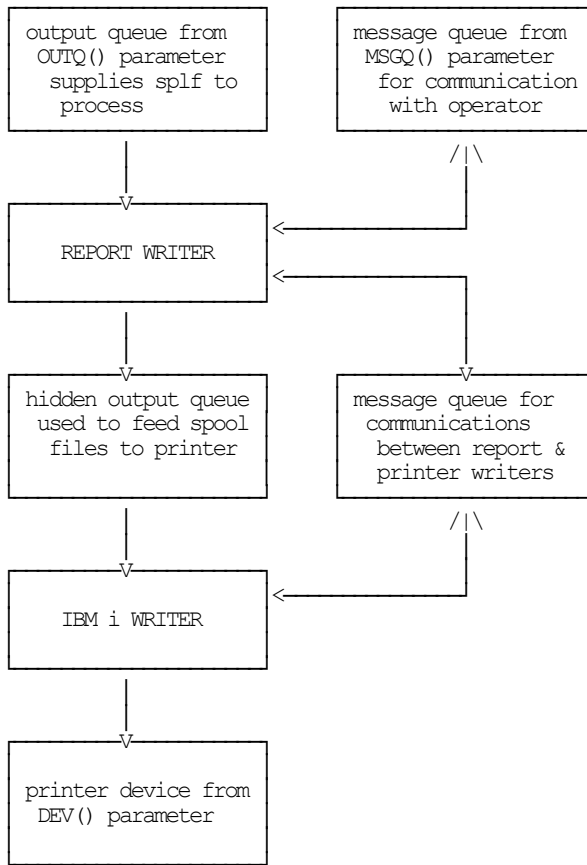 output queue from
OUTQ() parameter
supplies splf to
process
message queue from
MSGQ() parameter
for communication
with operator
REPORT WRITER
hidden output queue
used to feed spool
files to printer
message queue for
communications
between report &
printer writers
IBM i WRITER
printer device from
DEV() parameter